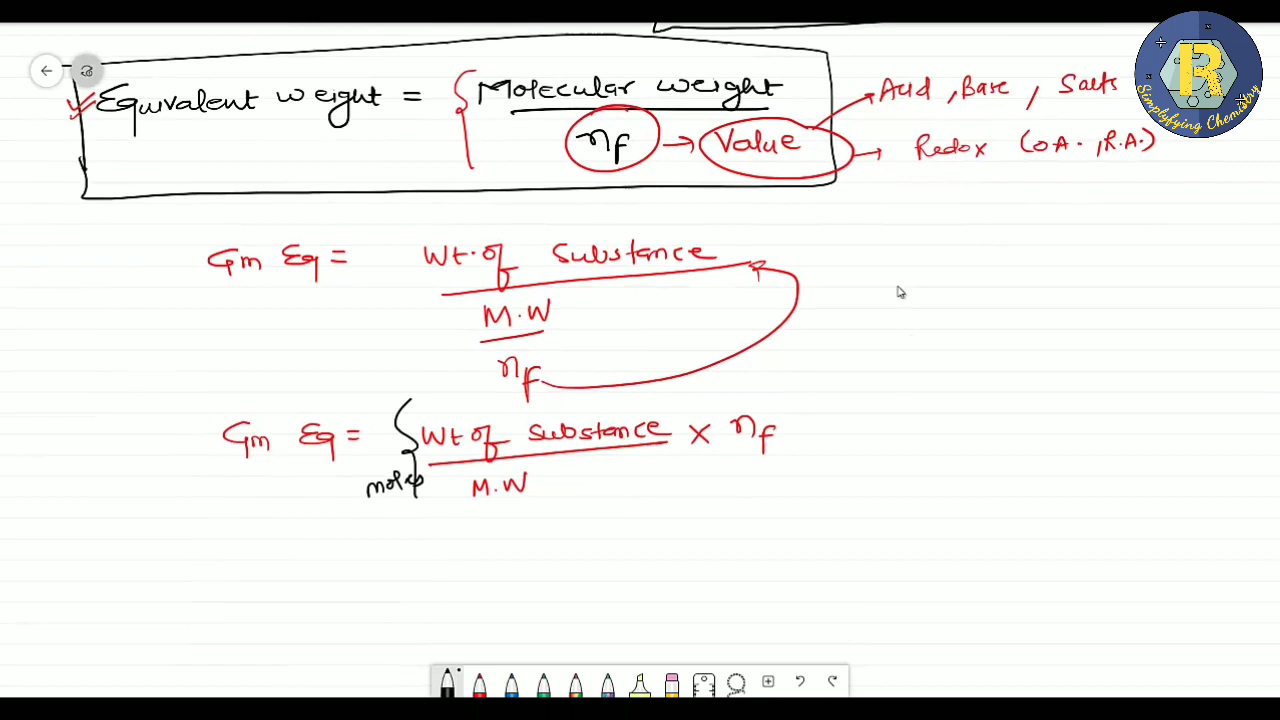 Equivalent weight = Molecular weight
nf → Value
Acid, Base, Salts
Redox (O.A., R.A.)
Gm Eq = Wt. of Substance
M.W
nf
Gm Eq = Wt of Substance × nf
moles M.W
R
Simplyfying Chemistry